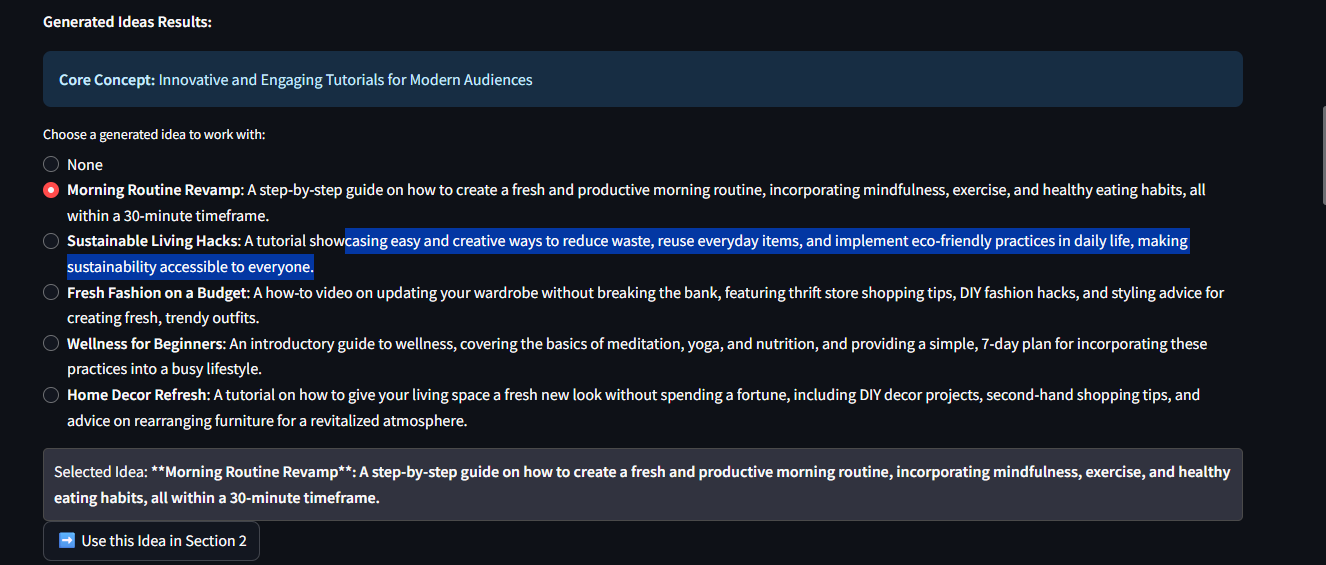 Generated Ideas Results:
Core Concept: Innovative and Engaging Tutorials for Modern Audiences
Choose a generated idea to work with:
None
Morning Routine Revamp: A step-by-step guide on how to create a fresh and productive morning routine, incorporating mindfulness, exercise, and healthy eating habits, all
within a 30-minute timeframe.
Sustainable Living Hacks: A tutorial showcasing easy and creative ways to reduce waste, reuse everyday items, and implement eco-friendly practices in daily life, making
sustainability accessible to everyone.
Fresh Fashion on a Budget: A how-to video on updating your wardrobe without breaking the bank, featuring thrift store shopping tips, DIY fashion hacks, and styling advice for
creating fresh, trendy outfits.
Wellness for Beginners: An introductory guide to wellness, covering the basics of meditation, yoga, and nutrition, and providing a simple, 7-day plan for incorporating these
practices into a busy lifestyle.
Home Decor Refresh: A tutorial on how to give your living space a fresh new look without spending a fortune, including DIY decor projects, second-hand shopping tips, and
advice on rearranging furniture for a revitalized atmosphere.
Selected Idea: **Morning Routine Revamp**: A step-by-step guide on how to create a fresh and productive morning routine, incorporating mindfulness, exercise, and healthy
eating habits, all within a 30-minute timeframe.
➡️ Use this Idea in Section 2